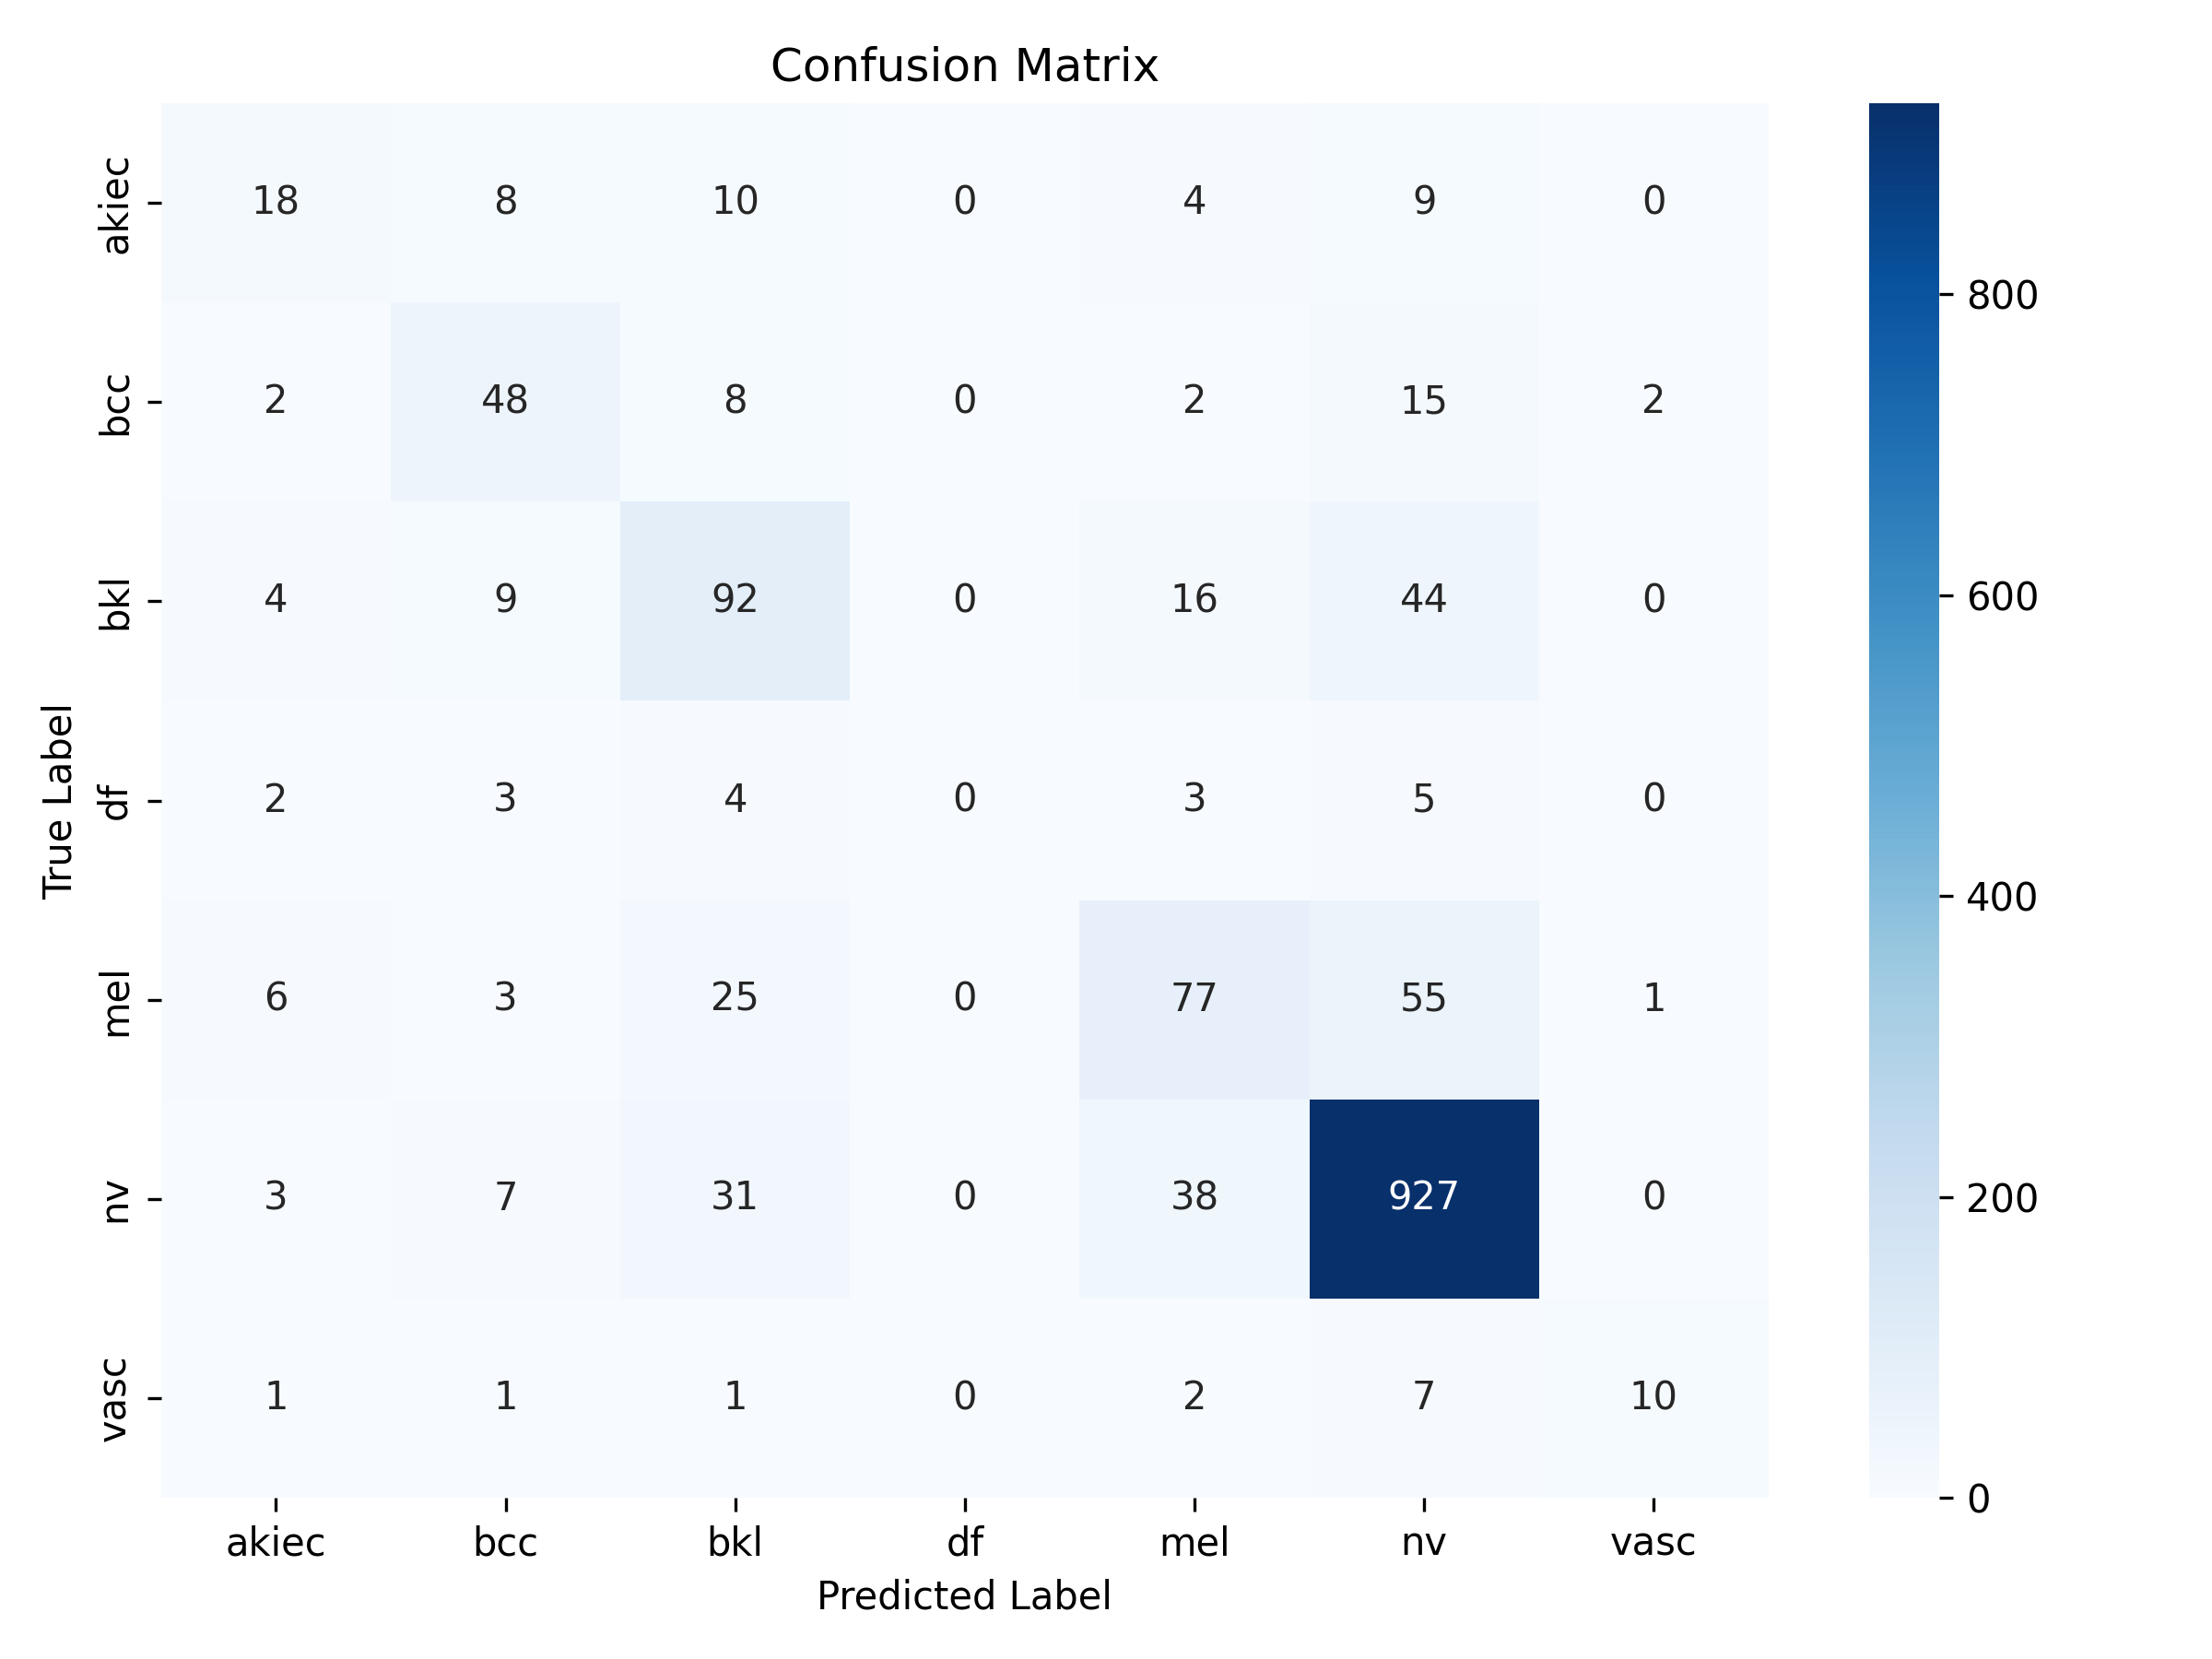 Confusion Matrix
akiec 18 8 10 0 4 9 0
bcc 2 48 8 0 2 15 2
bkl 4 9 92 0 16 44 0
df 2 3 4 0 3 5 0
mel 6 3 25 0 77 55 1
nv 3 7 31 0 38 927 0
vasc 1 1 1 0 2 7 10
akiec bcc bkl df mel nv vasc
Predicted Label
True Label
800
600
400
200
0